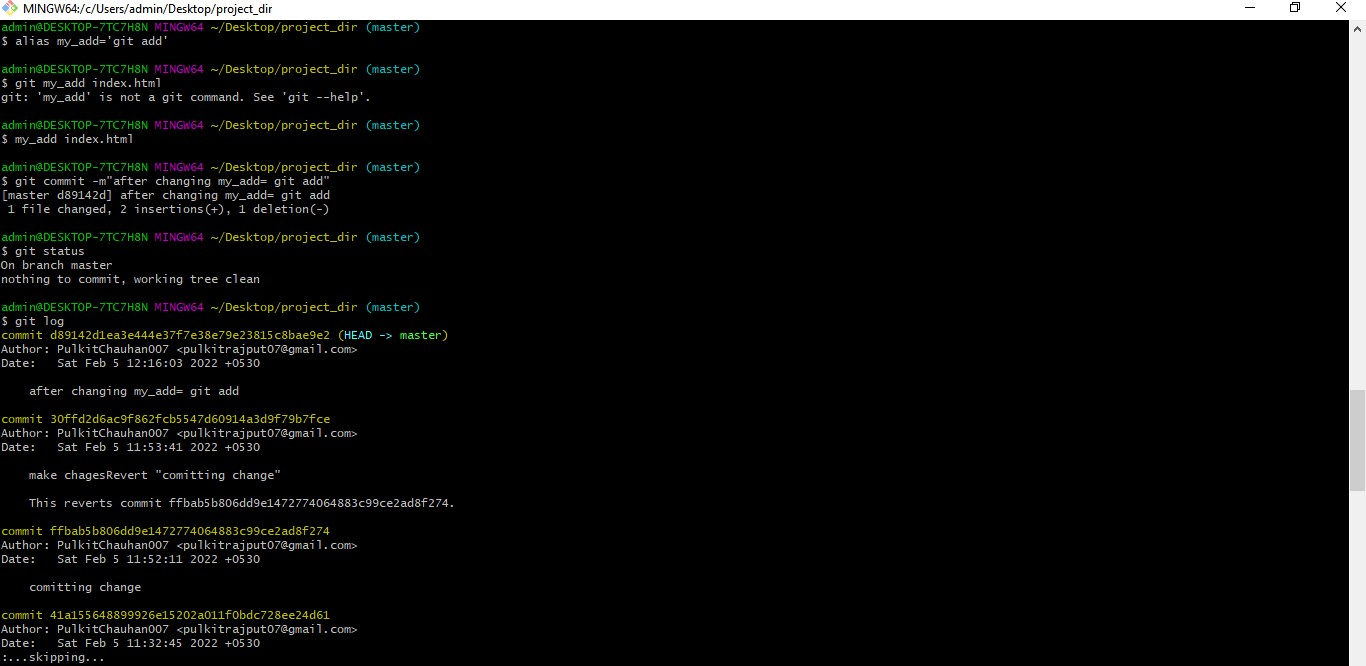 MINGW64:/c/Users/admin/Desktop/project_dir
admin@DESKTOP-7TC7H8N MINGW64 ~/Desktop/project_dir (master)
$ alias my_add='git add'
admin@DESKTOP-7TC7H8N MINGW64 ~/Desktop/project_dir (master)
$ git my_add index.html
git: 'my_add' is not a git command. See 'git --help'.
admin@DESKTOP-7TC7H8N MINGW64 ~/Desktop/project_dir (master)
$ my_add index.html
admin@DESKTOP-7TC7H8N MINGW64 ~/Desktop/project_dir (master)
$ git commit -m"after changing my_add= git add"
[master d89142d] after changing my_add= git add
 1 file changed, 2 insertions(+), 1 deletion(-)
admin@DESKTOP-7TC7H8N MINGW64 ~/Desktop/project_dir (master)
$ git status
On branch master
nothing to commit, working tree clean
admin@DESKTOP-7TC7H8N MINGW64 ~/Desktop/project_dir (master)
$ git log
commit d89142d1ea3e444e37f7e38e79e23815c8bae9e2 (HEAD -> master)
Author: PulkitChauhan007 <pulkitrajput07@gmail.com>
Date:   Sat Feb 5 12:16:03 2022 +0530
    after changing my_add= git add
commit 30ffd2d6ac9f862fcb5547d60914a3d9f79b7fce
Author: PulkitChauhan007 <pulkitrajput07@gmail.com>
Date:   Sat Feb 5 11:53:41 2022 +0530
    make chagesRevert "comitting change"
    This reverts commit ffbab5b806dd9e1472774064883c99ce2ad8f274.
commit ffbab5b806dd9e1472774064883c99ce2ad8f274
Author: PulkitChauhan007 <pulkitrajput07@gmail.com>
Date:   Sat Feb 5 11:52:11 2022 +0530
    comitting change
commit 41a155648899926e15202a011f0bdc728ee24d61
Author: PulkitChauhan007 <pulkitrajput07@gmail.com>
Date:   Sat Feb 5 11:32:45 2022 +0530
:...skipping...